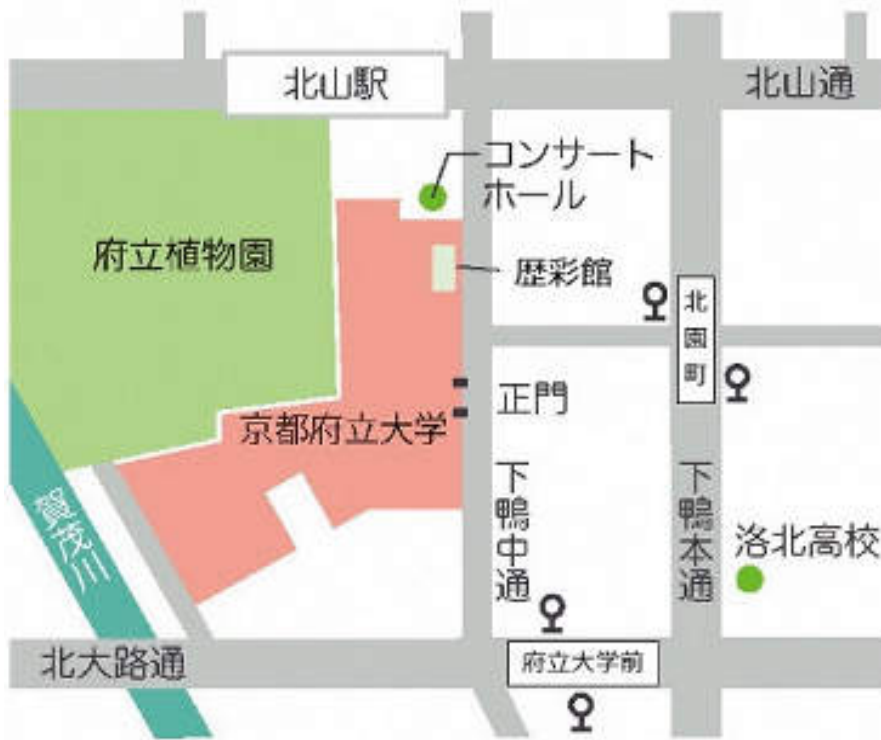 北山駅
北山通
コンサート
ホール
府立植物園
歴彩館
北園町
正門
京都府立大学
下鴨中通
下鴨本通
賀茂川
洛北高校
北大路通
府立大学前